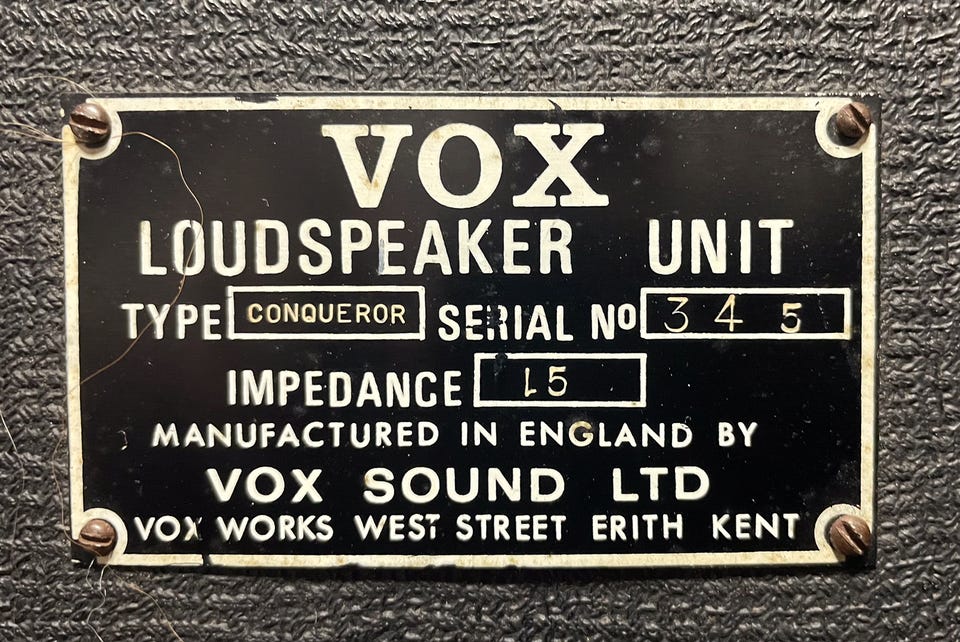 VOX
LOUDSPEAKER UNIT
TYPE CONQUEROR SERIAL Nº 345
IMPEDANCE 15
MANUFACTURED IN ENGLAND BY
VOX SOUND LTD
VOX WORKS WEST STREET ERITH KENT